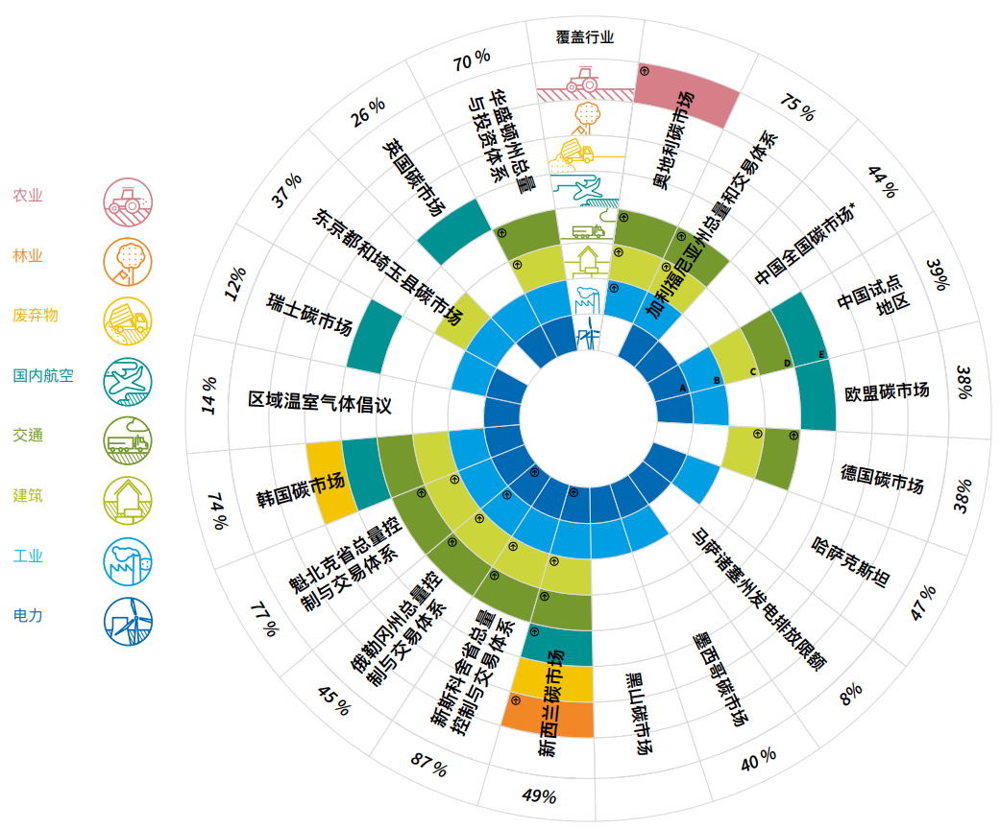 农业
林业
废弃物
国内航空
交通
建筑
工业
电力
覆盖行业
奥地利碳市场
75 %
加利福尼亚州总量和交易体系
44 %
中国全国碳市场*
39%
中国试点
地区
38%
欧盟碳市场
A
B
C
D
E
38%
德国碳市场
47 %
哈萨克斯坦
8%
马萨诸塞州发电排放限额
40 %
墨西哥碳市场
黑山碳市场
49%
新西兰碳市场
87 %
新斯科舍省总量
控制与交易体系
45 %
俄勒冈州总量控
制与交易体系
77 %
魁北克省总量控
制与交易体系
74 %
韩国碳市场
14 %
区域温室气体倡议
12%
瑞士碳市场
37 %
东京都和埼玉县碳市场
26 %
英国碳市场
70 %
华盛顿州总量
与投资体系